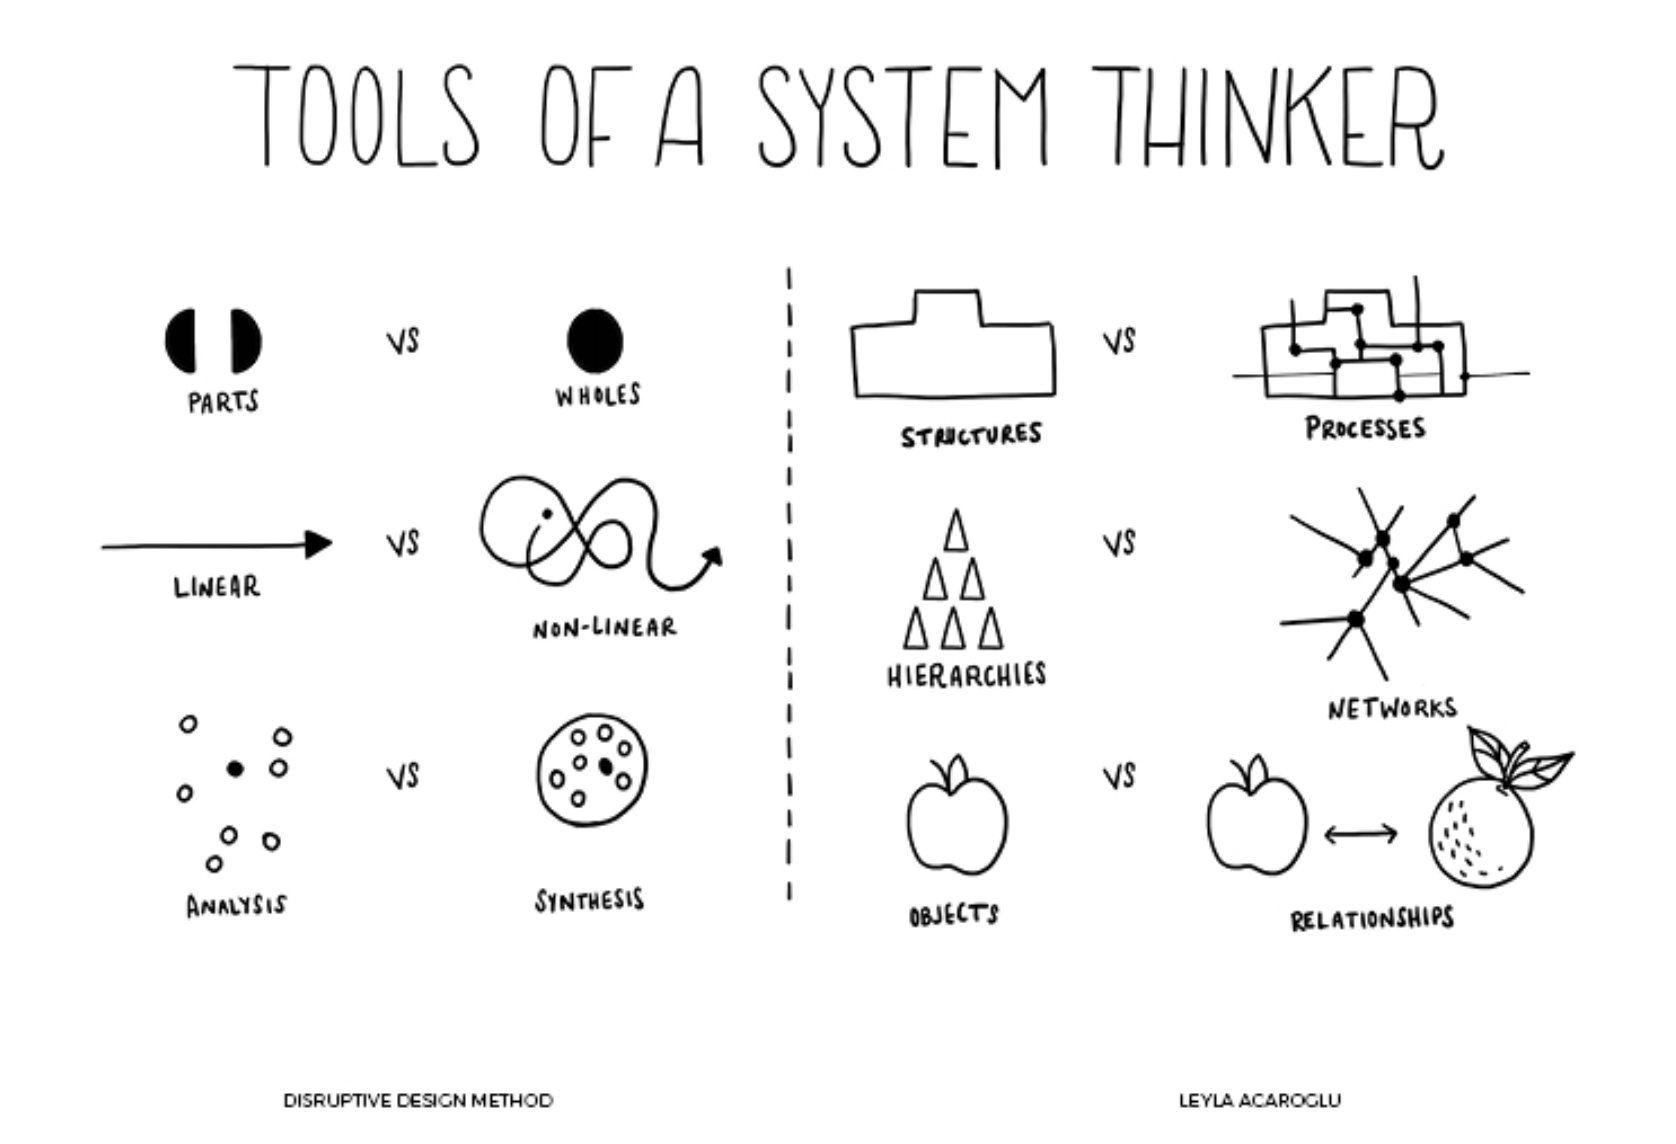 TOOLS OF A SYSTEM THINKER
PARTS
VS
WHOLES
LINEAR
VS
NON-LINEAR
ANALYSIS
VS
SYNTHESIS
STRUCTURES
VS
PROCESSES
HIERARCHIES
VS
NETWORKS
OBJECTS
VS
RELATIONSHIPS
DISRUPTIVE DESIGN METHOD
LEYLA ACAROGLU